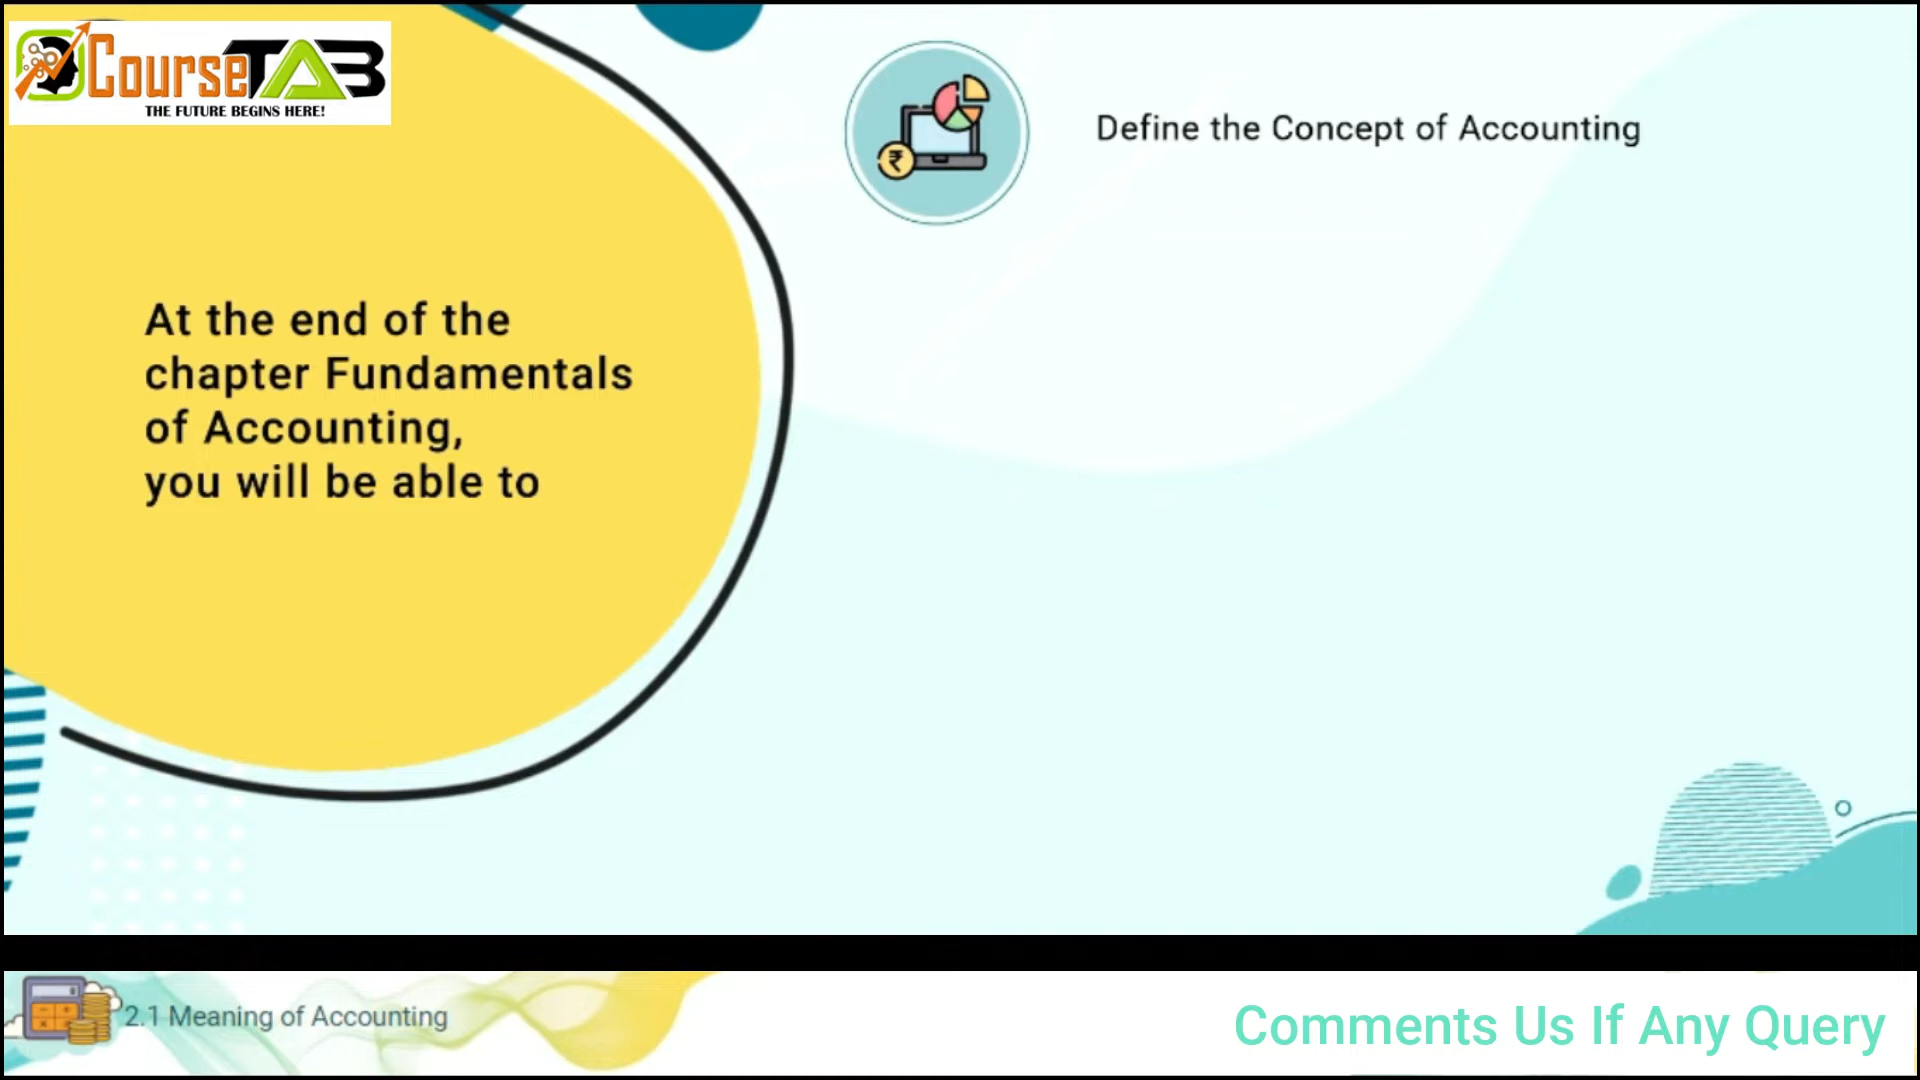 CourseTAB
THE FUTURE BEGINS HERE!
Define the Concept of Accounting
At the end of the
chapter Fundamentals
of Accounting,
you will be able to
2.1 Meaning of Accounting
Comments Us If Any Query